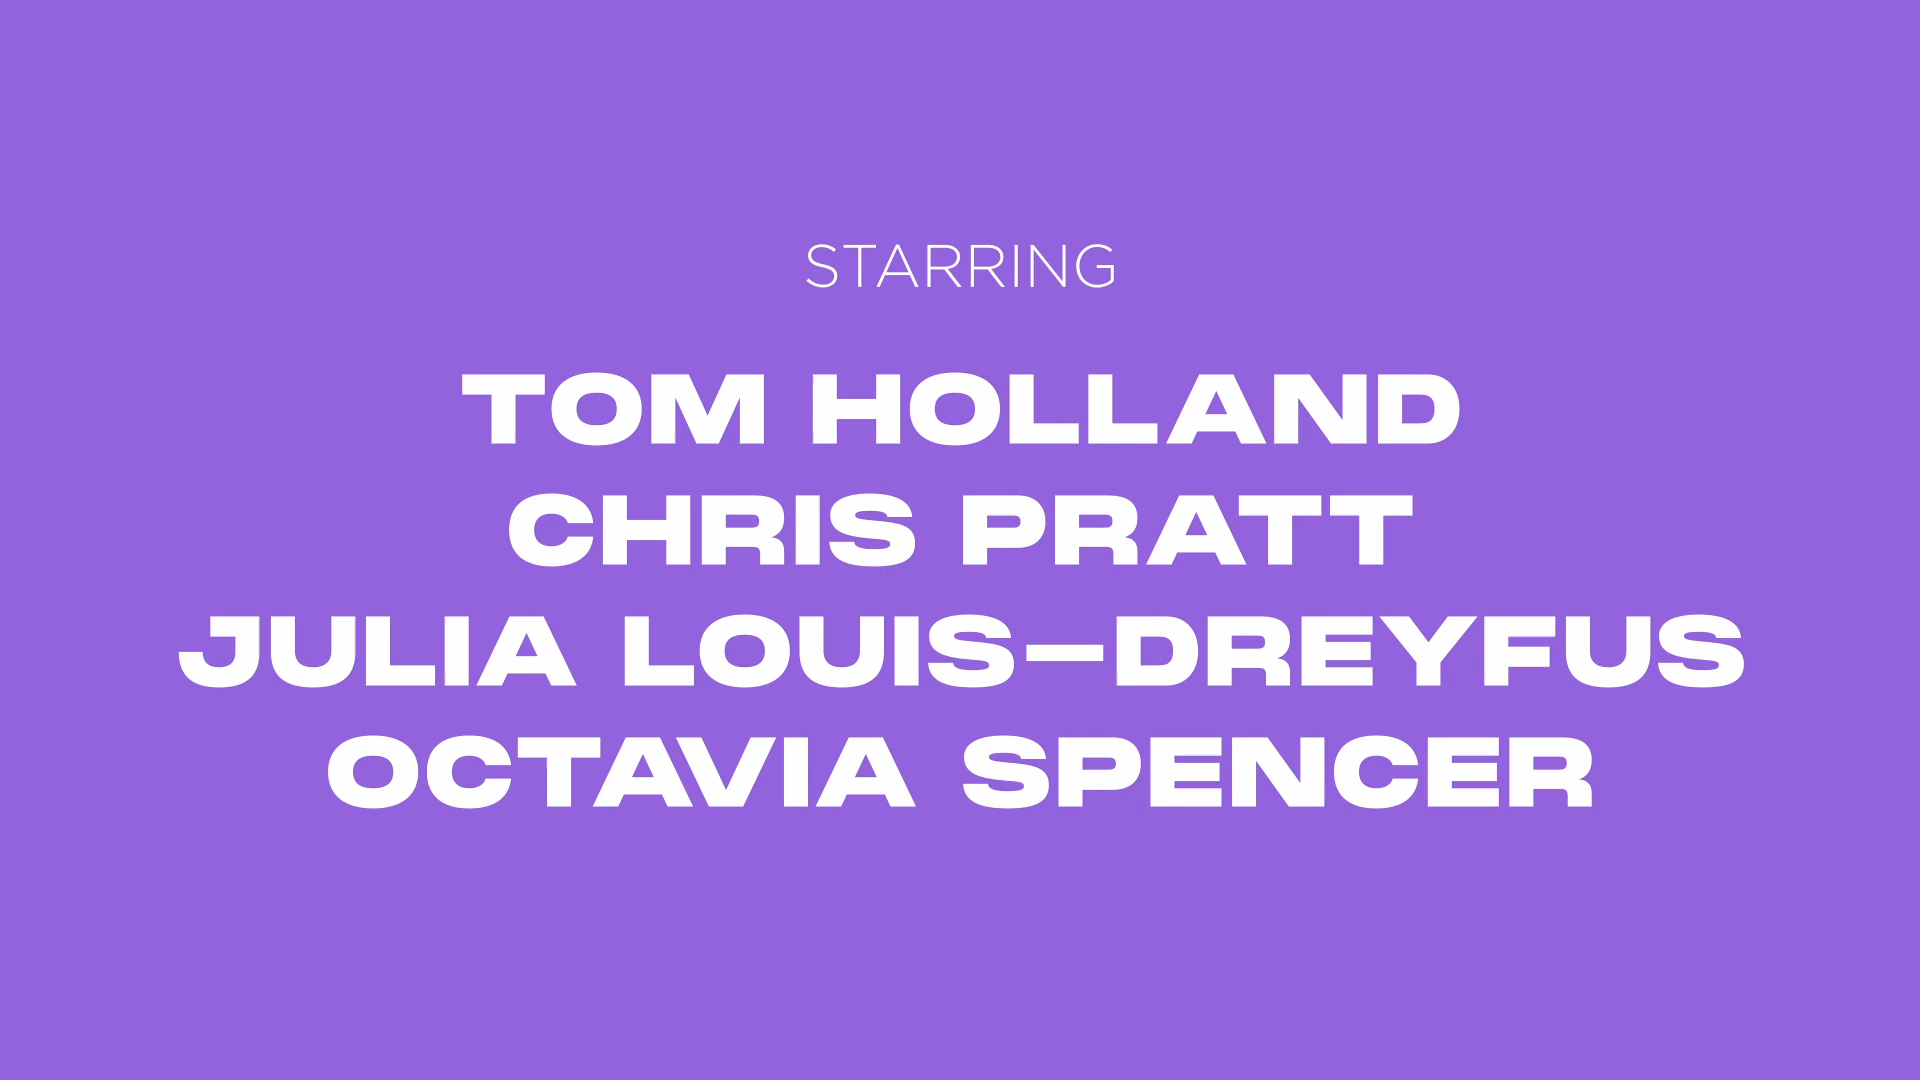 STARRING
TOM HOLLAND
CHRIS PRATT
JULIA LOUIS-DREYFUS
OCTAVIA SPENCER